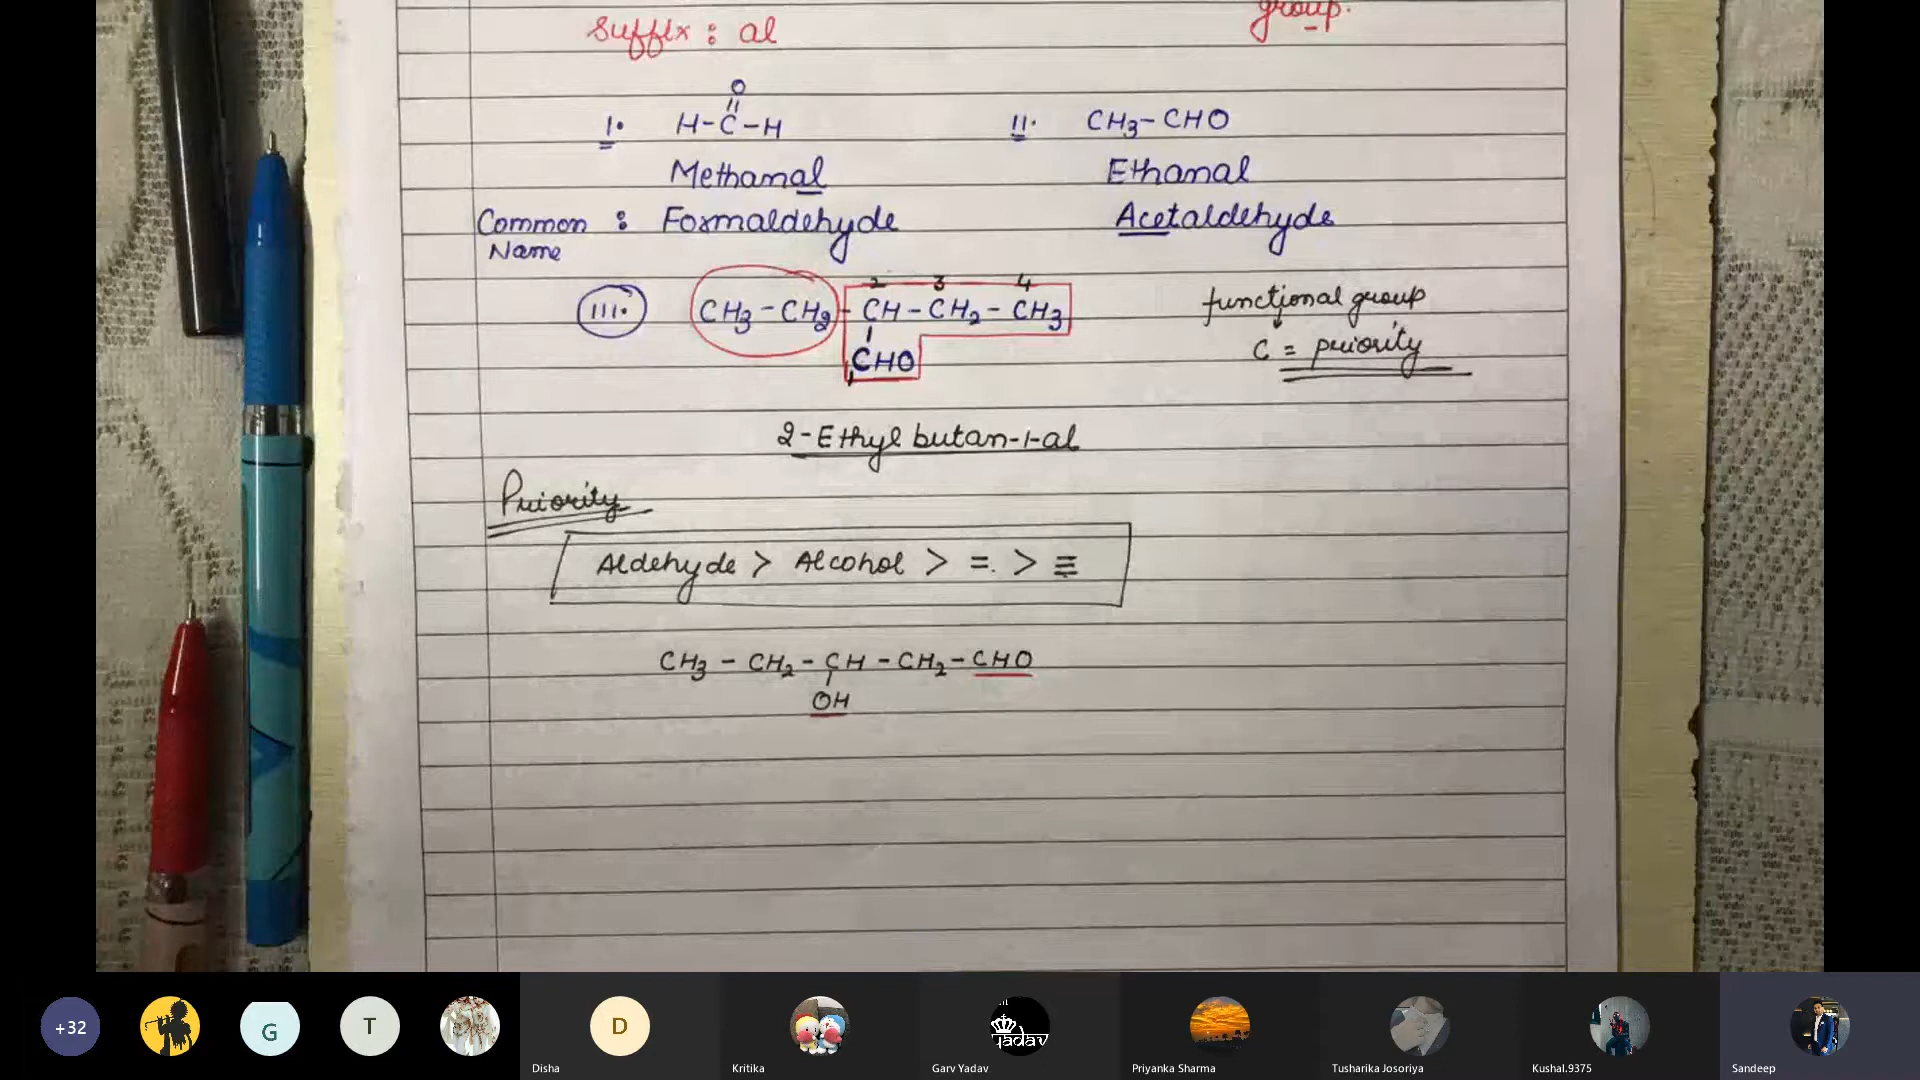 Suffix : al
group.
O
||
I. H-C-H
II. CH3-CHO
Methanal
Ethanal
Common Name : Formaldehyde
Acetaldehyde
2 3 4
III. CH3-CH2-CH-CH2-CH3
1 CHO
functional group
C = priority
2-Ethyl butan-1-al
Priority
Aldehyde > Alcohol > = . > ≡
CH3 - CH2 - CH - CH2 - CHO
OH
+32
G
T
D
Disha
Kritika
Yadav
Garv Yadav
Priyanka Sharma
Tusharika Josoriya
Kushal.9375
Sandeep